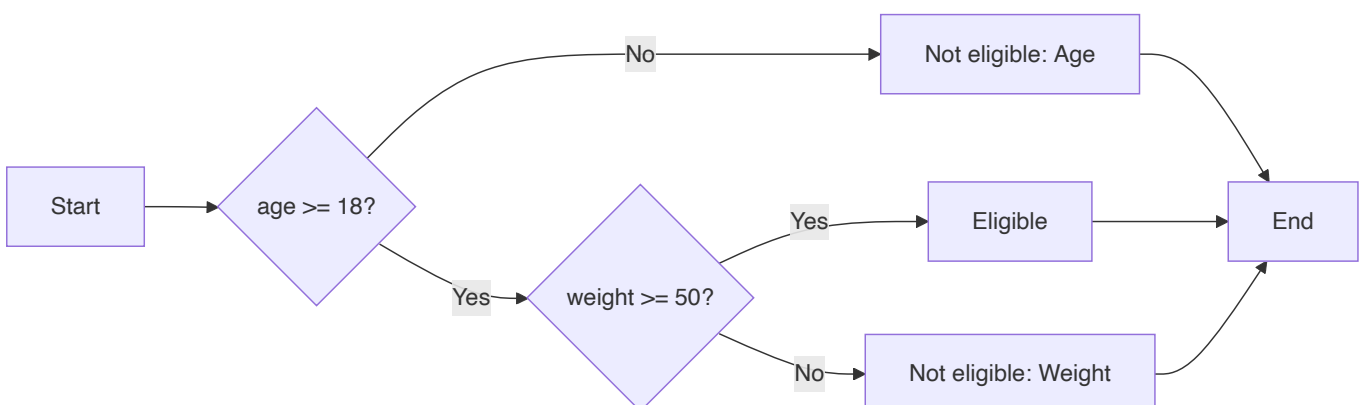 Start
age >= 18?
No
Not eligible: Age
Yes
weight >= 50?
Yes
Eligible
No
Not eligible: Weight
End